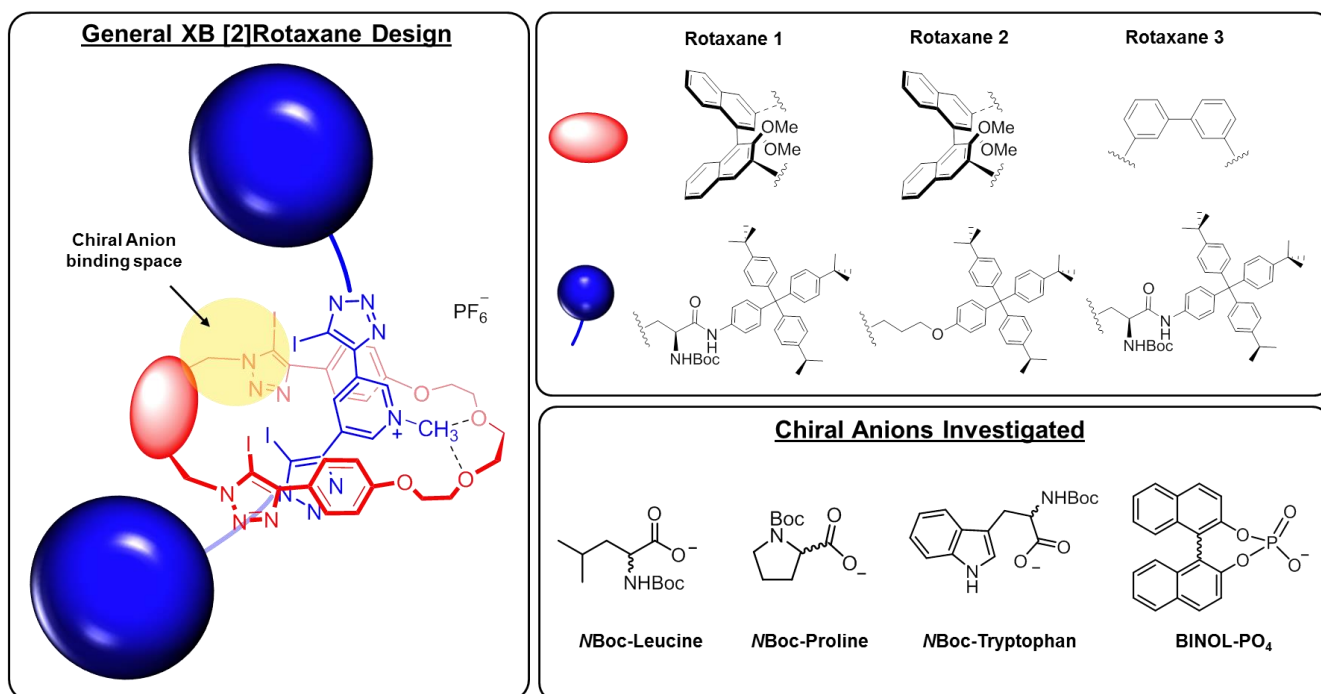 General XB [2]Rotaxane Design
Chiral Anion
binding space
PF6−
N
N
N
I
I
I
I
N
N
N
N
+
CH3
O
O
O
O
N
N
N
N
N
N
Rotaxane 1
Rotaxane 2
Rotaxane 3
OMe
OMe
OMe
OMe
O
N
H
NHBoc
O
O
N
H
NHBoc
Chiral Anions Investigated
O
O−
NHBoc
NBoc-Leucine
Boc
N
O
O−
NBoc-Proline
NHBoc
O
O−
N
H
NBoc-Tryptophan
O
O
P
O
O−
BINOL-PO4